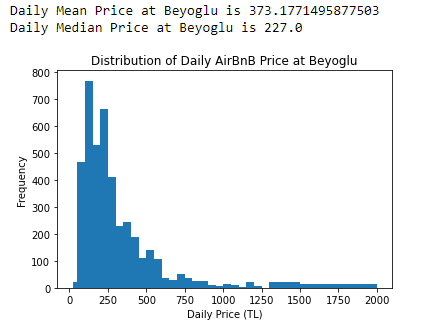 Daily Mean Price at Beyoglu is 373.1771495877503
Daily Median Price at Beyoglu is 227.0
Distribution of Daily AirBnB Price at Beyoglu
800
700
600
500
400
300
200
100
0
Frequency
0 250 500 750 1000 1250 1500 1750 2000
Daily Price (TL)